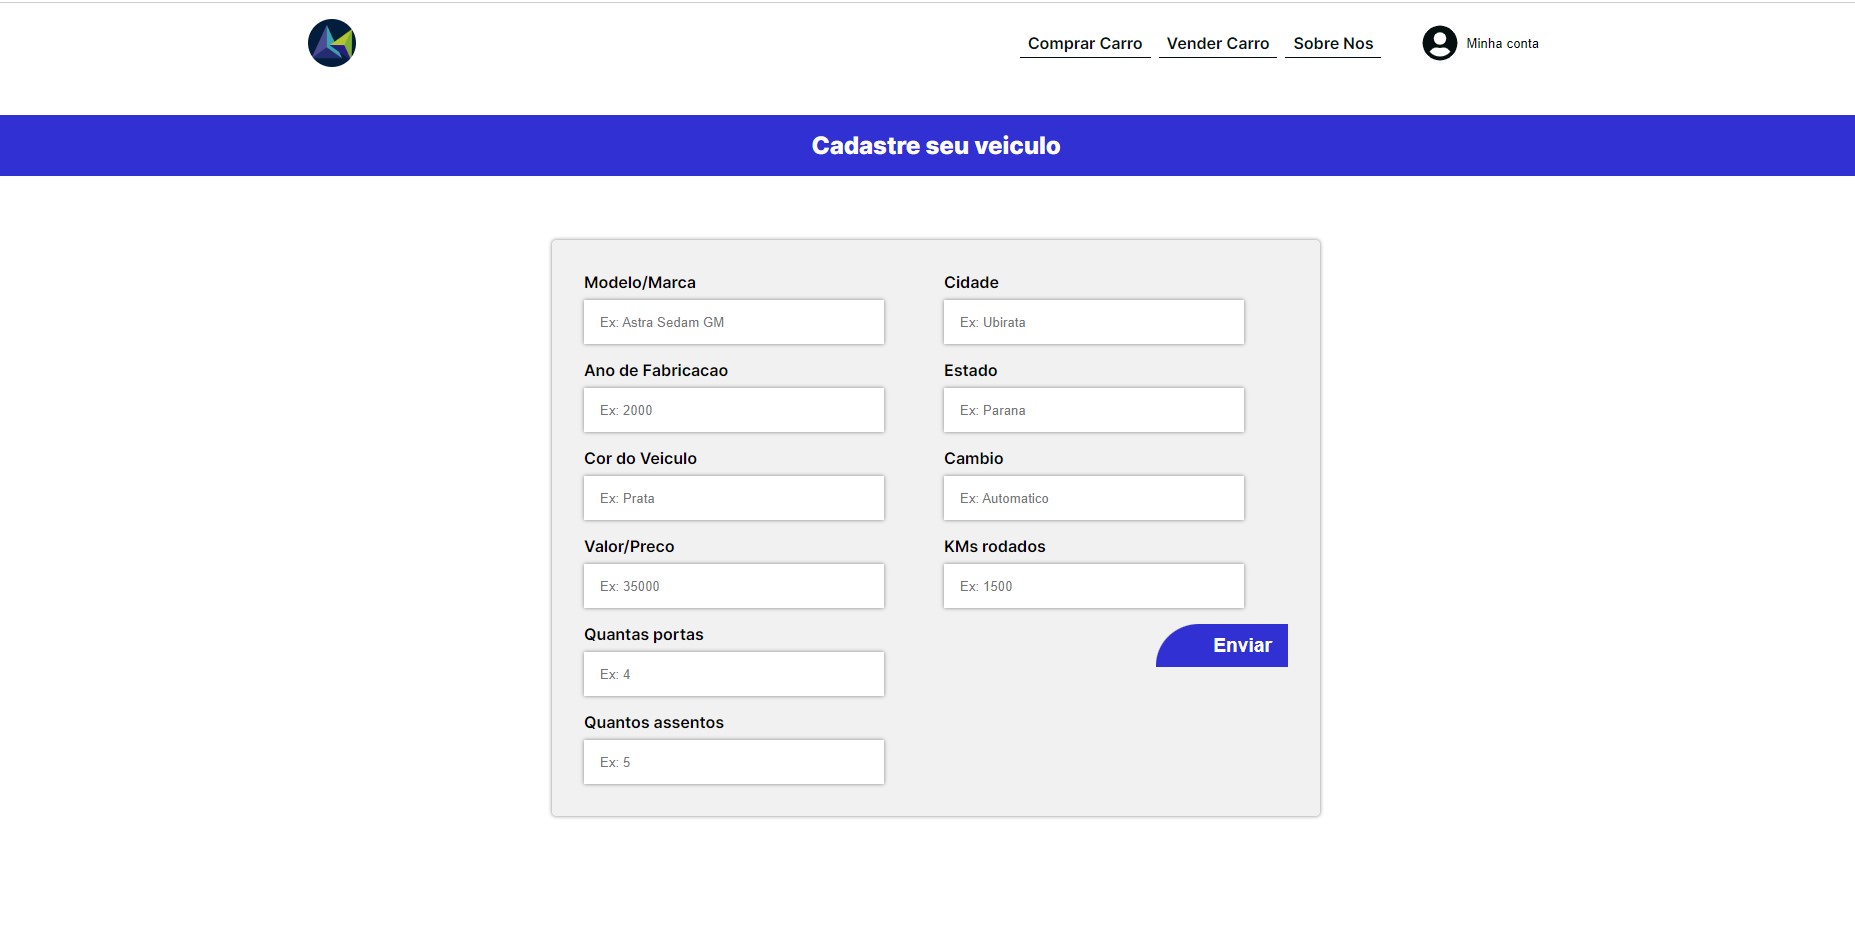 Comprar Carro
Vender Carro
Sobre Nos
Minha conta
Cadastre seu veiculo
Modelo/Marca
Ex: Astra Sedam GM
Ano de Fabricacao
Ex: 2000
Cor do Veiculo
Ex: Prata
Valor/Preco
Ex: 35000
Quantas portas
Ex: 4
Quantos assentos
Ex: 5
Cidade
Ex: Ubirata
Estado
Ex: Parana
Cambio
Ex: Automatico
KMs rodados
Ex: 1500
Enviar